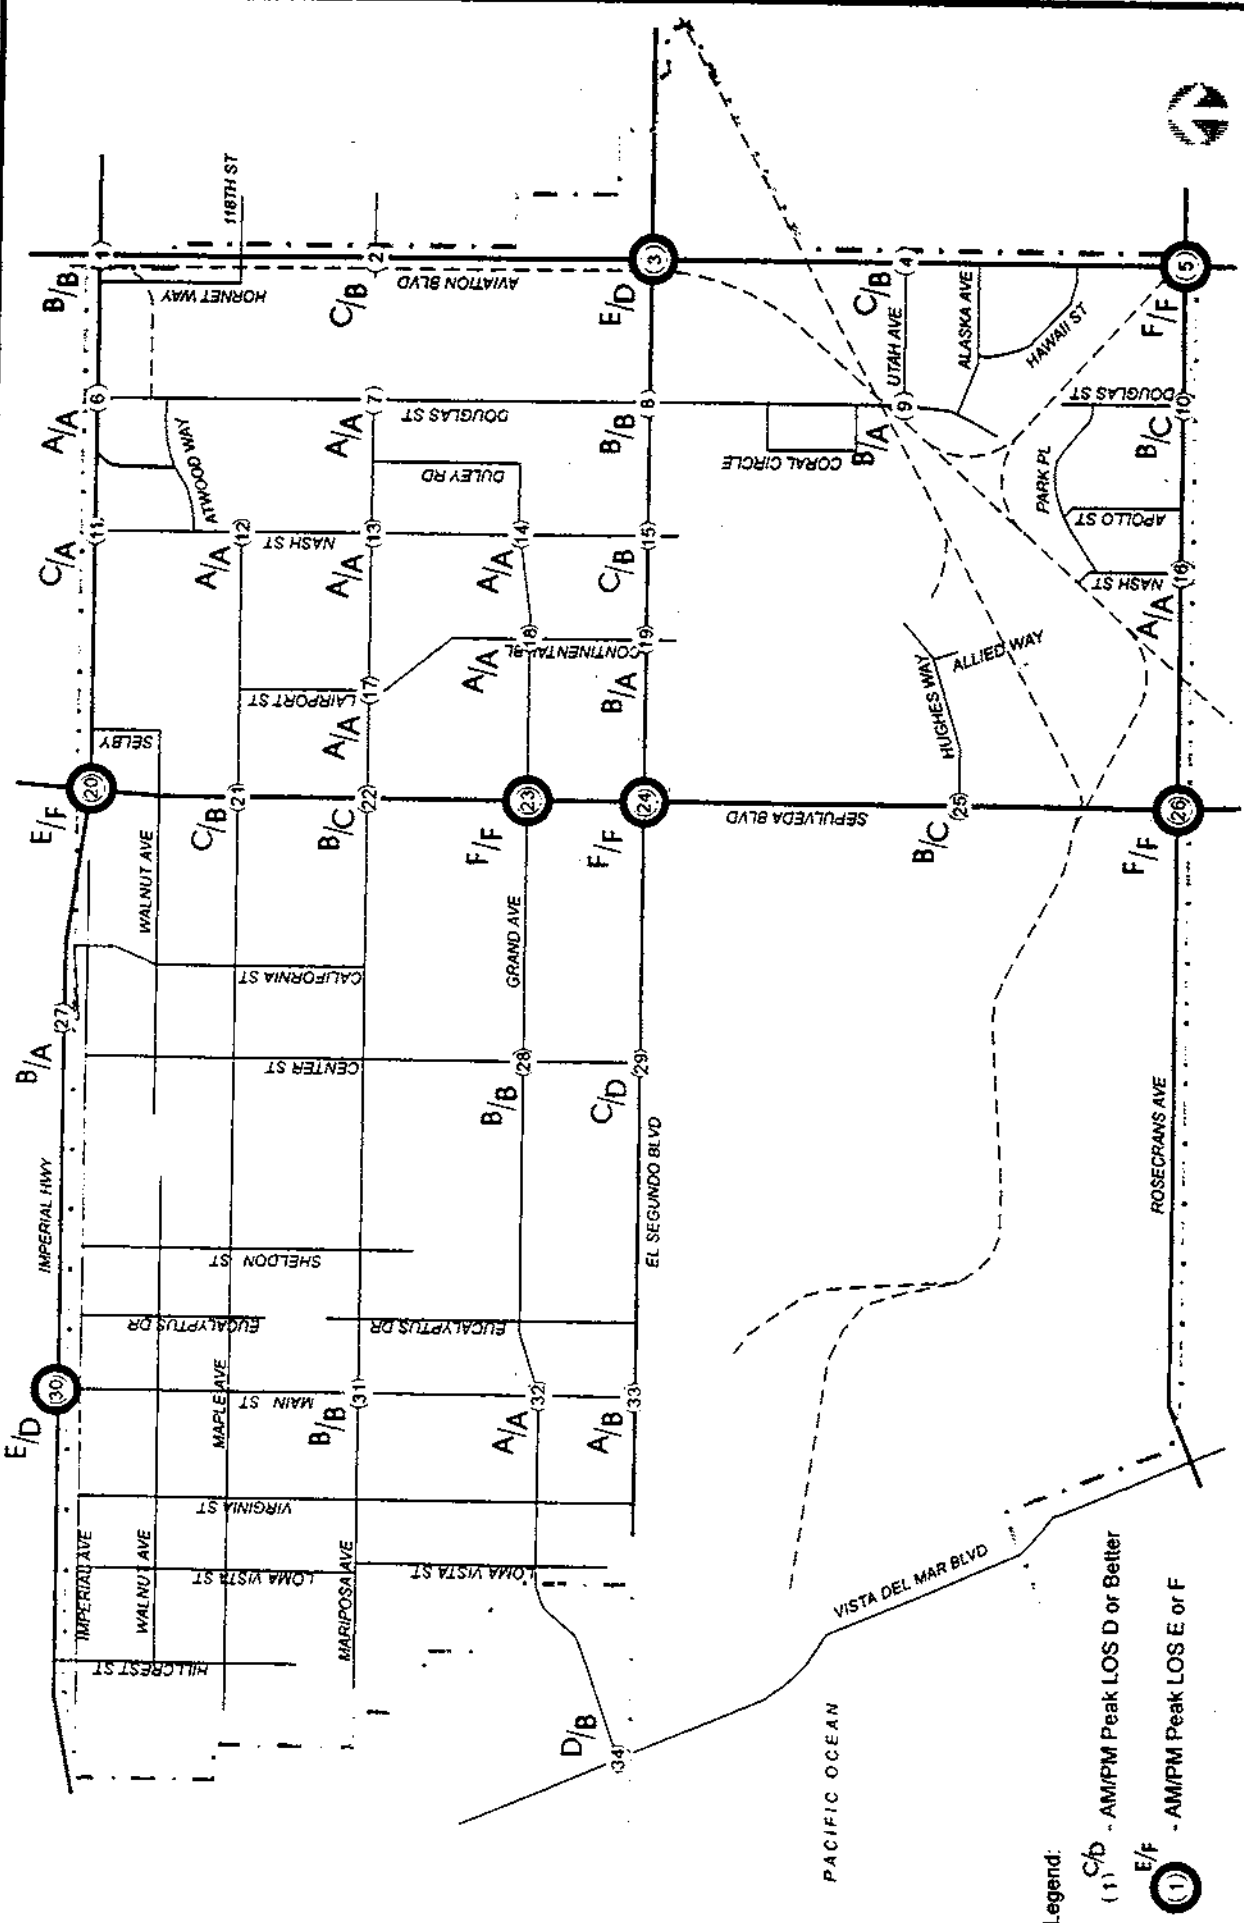 118TH ST
(1)
B/B
HORNET WAY
(2)
C/B
AVIATION BLVD
(3)
E/D
(4)
C/B
UTAH AVE
ALASKA AVE
HAWAII ST
(5)
F/F
(6)
A/A
ATWOOD WAY
(7)
A/A
DOUGLAS ST
DULEY RD
(8)
B/B
CORAL CIRCLE
(9)
B/A
DOUGLAS ST
(10)
B/C
PARK PL
APOLLO ST
NASH ST
(16)
A/A
(11)
C/A
(12)
A/A
NASH ST
(13)
A/A
(14)
A/A
(15)
C/B
(17)
A/A
LAIRPORT ST
(18)
A/A
CONTINENTAL BL
(19)
B/A
HUGHES WAY
ALLIED WAY
SELBY
(20)
E/F
(21)
C/B
(22)
B/C
(23)
F/F
(24)
F/F
SEPULVEDA BLVD
(25)
B/C
(26)
F/F
WALNUT AVE
CALIFORNIA ST
GRAND AVE
(27)
B/A
CENTER ST
(28)
B/B
(29)
C/D
IMPERIAL HWY
SHELDON ST
EL SEGUNDO BLVD
ROSECRANS AVE
EUCALYPTUS DR
EUCALYPTUS DR
(30)
E/D
MAPLE AVE
MAIN ST
(31)
B/B
(32)
A/A
(33)
A/B
VIRGINIA ST
IMPERIAL AVE
WALNUT AVE
LOMA VISTA ST
MARIPOSA AVE
LOMA VISTA ST
HILLCREST ST
(34)
D/B
VISTA DEL MAR BLVD
PACIFIC OCEAN
Legend:
(1) C/D - AM/PM Peak LOS D or Better
(1) E/F - AM/PM Peak LOS E or F